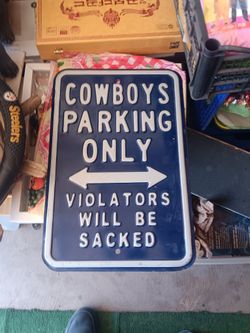 COWBOYS
PARKING
ONLY
VIOLATORS
WILL BE
SACKED
Steelers